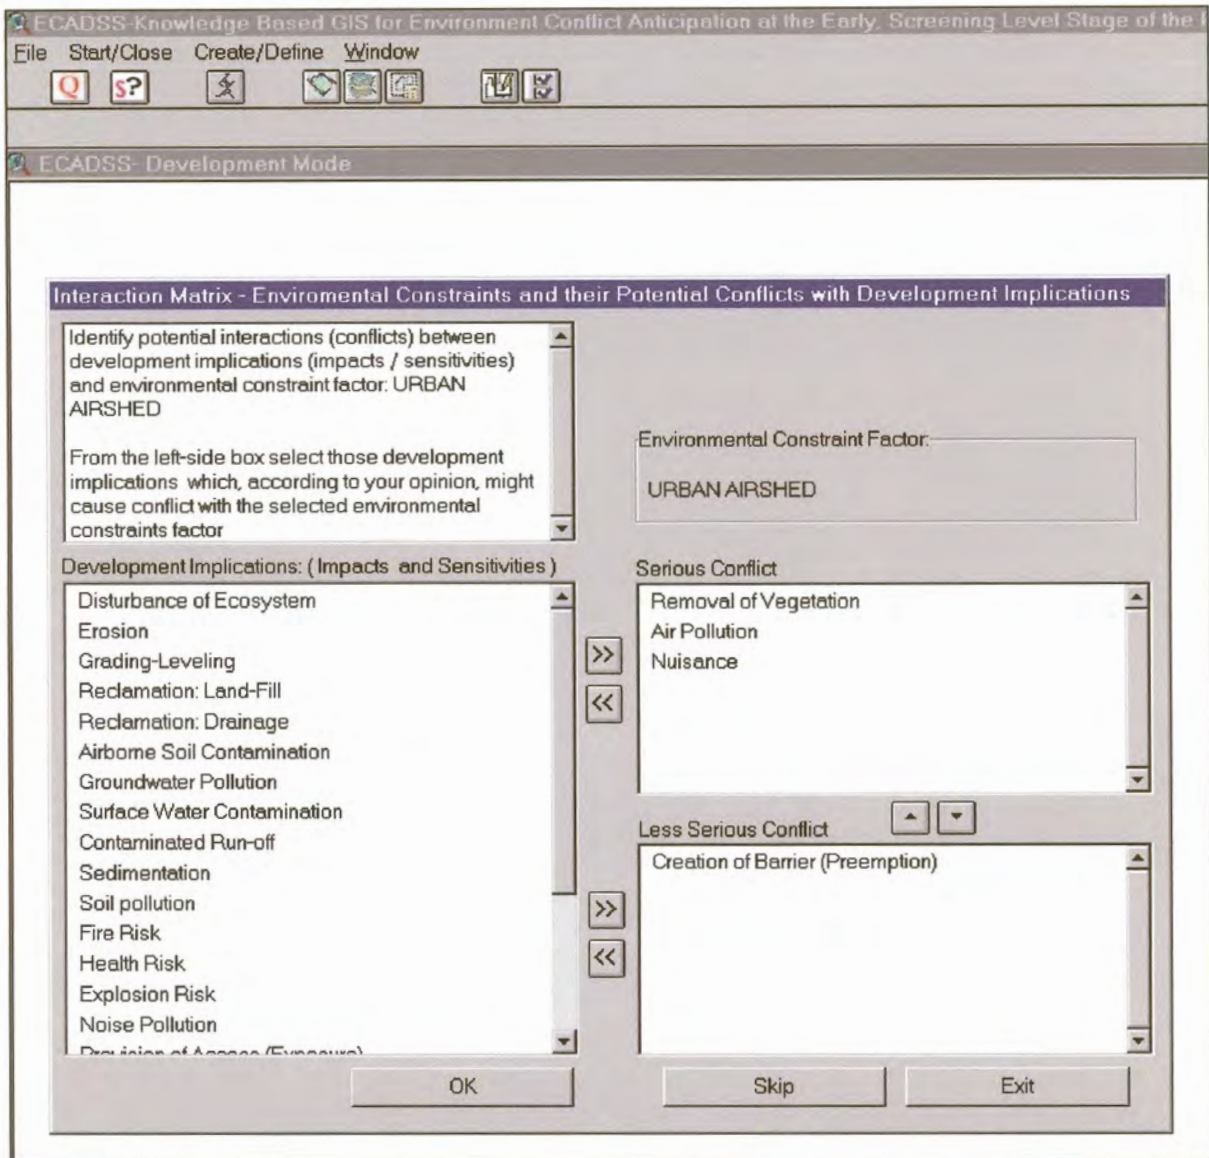 ECADSS-Knowledge Based GIS for Environment Conflict Anticipation at the Early, Screening Level Stage of the
File Start/Close Create/Define Window
Q S?
ECADSS- Development Mode
Interaction Matrix - Enviromental Constraints and their Potential Conflicts with Development Implications
Identify potential interactions (conflicts) between
development implications (impacts / sensitivities)
and environmental constraint factor: URBAN
AIRSHED
From the left-side box select those development
implications which, according to your opinion, might
cause conflict with the selected environmental
constraints factor
Environmental Constraint Factor:
URBAN AIRSHED
Development Implications: ( Impacts and Sensitivities )
Disturbance of Ecosystem
Erosion
Grading-Leveling
Reclamation: Land-Fill
Reclamation: Drainage
Airborne Soil Contamination
Groundwater Pollution
Surface Water Contamination
Contaminated Run-off
Sedimentation
Soil pollution
Fire Risk
Health Risk
Explosion Risk
Noise Pollution
Provision of Access (Exposure)
>>
<<
>>
<<
Serious Conflict
Removal of Vegetation
Air Pollution
Nuisance
Less Serious Conflict
Creation of Barrier (Preemption)
OK Skip Exit